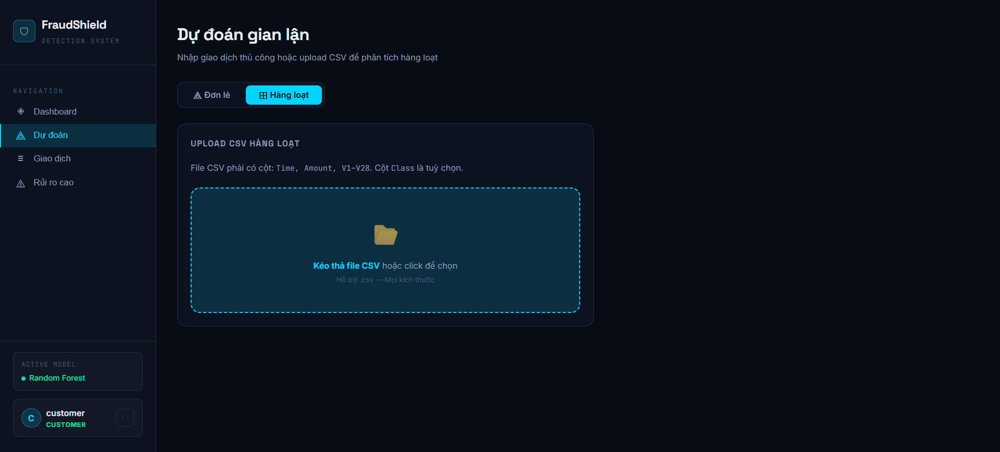 FraudShield
DETECTION SYSTEM
NAVIGATION
Dashboard
Dự đoán
Giao dịch
Rủi ro cao
ACTIVE MODEL
Random Forest
C
customer
CUSTOMER
Dự đoán gian lận
Nhập giao dịch thủ công hoặc upload CSV để phân tích hàng loạt
Đơn lẻ
Hàng loạt
UPLOAD CSV HÀNG LOẠT
File CSV phải có cột: Time, Amount, V1–V28. Cột Class là tuỳ chọn.
Kéo thả file CSV hoặc click để chọn
Hỗ trợ .csv — Mọi kích thước